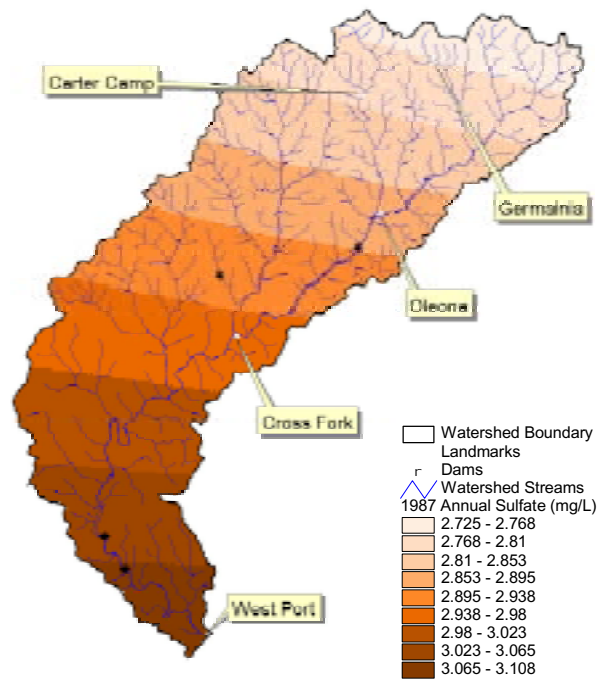 Carter Camp
Germainia
Oleona
Cross Fork
West Port
Watershed Boundary
Landmarks
r Dams
Watershed Streams
1987 Annual Sulfate (mg/L)
2.725 - 2.768
2.768 - 2.81
2.81 - 2.853
2.853 - 2.895
2.895 - 2.938
2.938 - 2.98
2.98 - 3.023
3.023 - 3.065
3.065 - 3.108